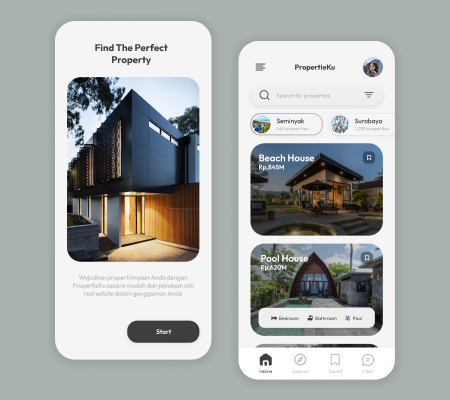 Find The Perfect
Property
Wujudkan properti impian Anda dengan
PropertieKu secara mudah dan panduan ahli
real estate dalam genggaman Anda
Start
PropertieKu
Search for properties
Seminyak
properties
Surabaya
1,295 properties
Beach House
Rp,845M
Pool House
Rp,620M
Bedroom
Bathroom
Pool
Home
Explore
Saved
Chat